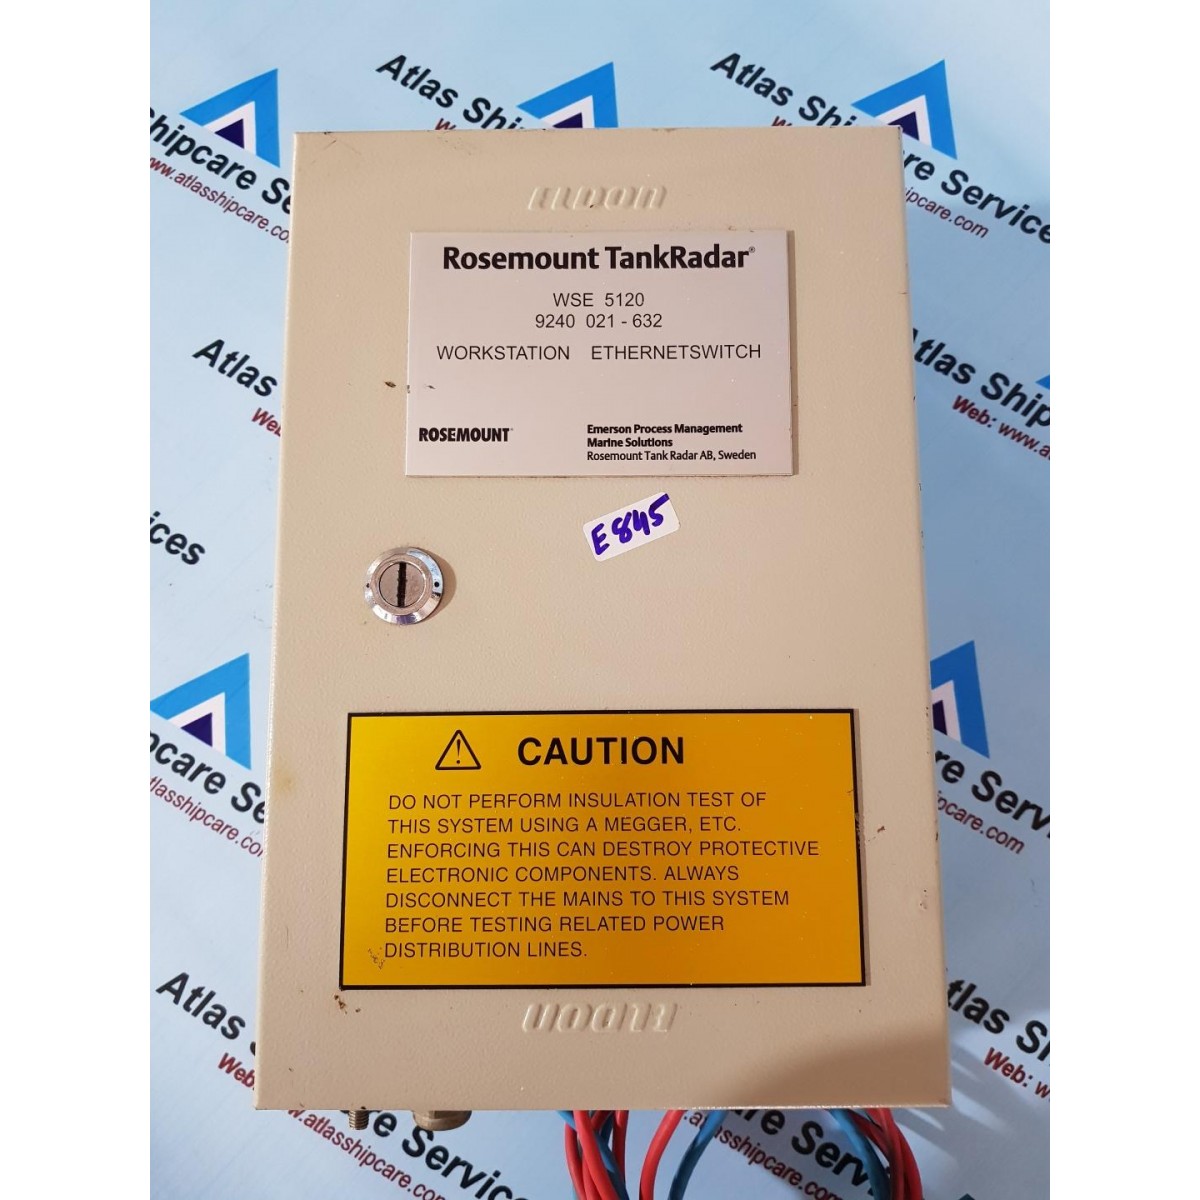 Atlas Shipcare Services
ELDON
Rosemount TankRadar®
WSE 5120
9240 021 - 632
WORKSTATION ETHERNETSWITCH
ROSEMOUNT®
Emerson Process Management
Marine Solutions
Rosemount Tank Radar AB, Sweden
E845
CAUTION
DO NOT PERFORM INSULATION TEST OF
THIS SYSTEM USING A MEGGER, ETC.
ENFORCING THIS CAN DESTROY PROTECTIVE
ELECTRONIC COMPONENTS. ALWAYS
DISCONNECT THE MAINS TO THIS SYSTEM
BEFORE TESTING RELATED POWER
DISTRIBUTION LINES.
ELDON
www.atlasshipcare.com